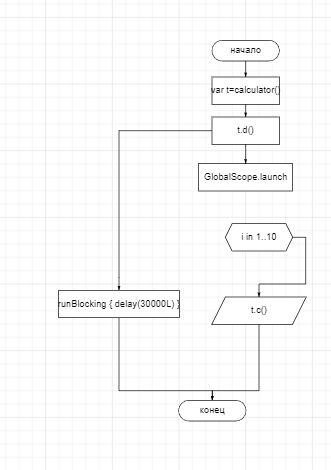 начало
var t=calculator()
t.d()
GlobalScope.launch
i in 1..10
runBlocking { delay(30000L) }
t.c()
конец